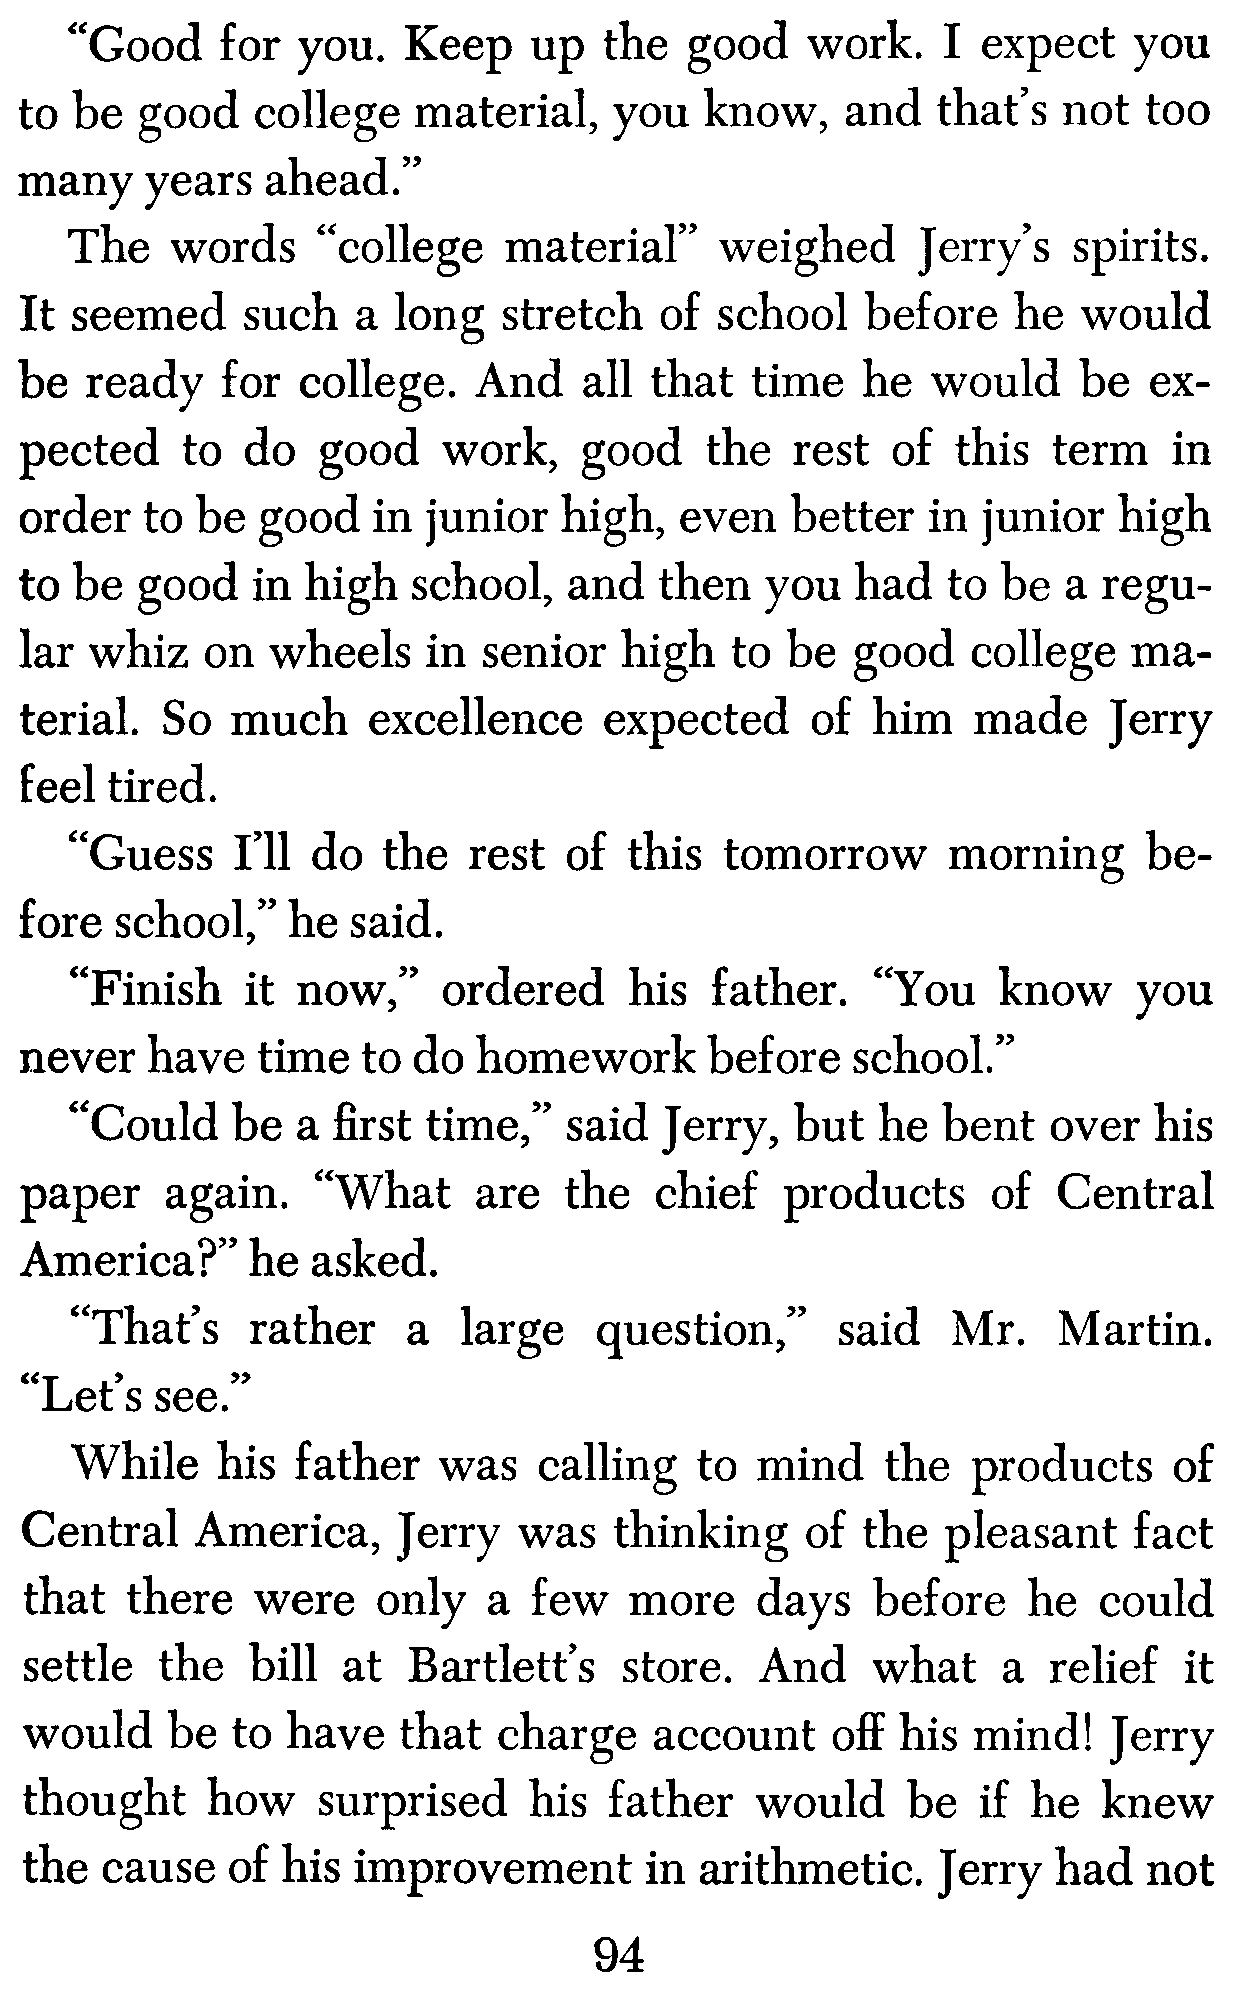 “Good for you. Keep up the good work. I expect you
to be good college material, you know, and that’s not too
many years ahead.”
The words “college material” weighed Jerry’s spirits.
It seemed such a long stretch of school before he would
be ready for college. And all that time he would be ex-
pected to do good work, good the rest of this term in
order to be good in junior high, even better in junior high
to be good in high school, and then you had to be a regu-
lar whiz on wheels in senior high to be good college ma-
terial. So much excellence expected of him made Jerry
feel tired.
“Guess I’ll do the rest of this tomorrow morning be-
fore school,” he said.
“Finish it now,” ordered his father. “You know you
never have time to do homework before school.”
“Could be a first time,” said Jerry, but he bent over his
paper again. “What are the chief products of Central
America?” he asked.
“That’s rather a large question,” said Mr. Martin.
“Let’s see.”
While his father was calling to mind the products of
Central America, Jerry was thinking of the pleasant fact
that there were only a few more days before he could
settle the bill at Bartlett’s store. And what a relief it
would be to have that charge account off his mind! Jerry
thought how surprised his father would be if he knew
the cause of his improvement in arithmetic. Jerry had not
94